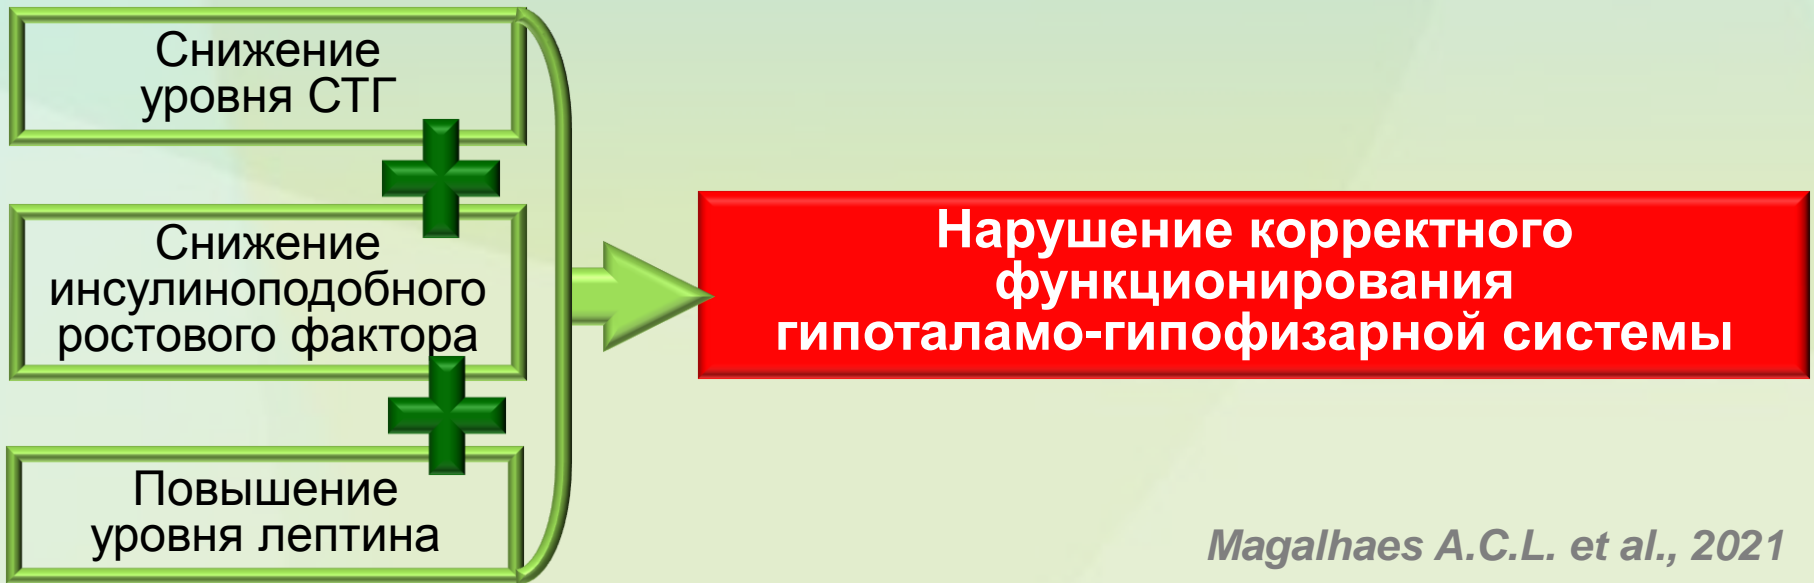 Снижение
уровня СТГ
Снижение
инсулиноподобного
ростового фактора
Повышение
уровня лептина
Нарушение корректного
функционирования
гипоталамо-гипофизарной системы
Magalhaes A.C.L. et al., 2021